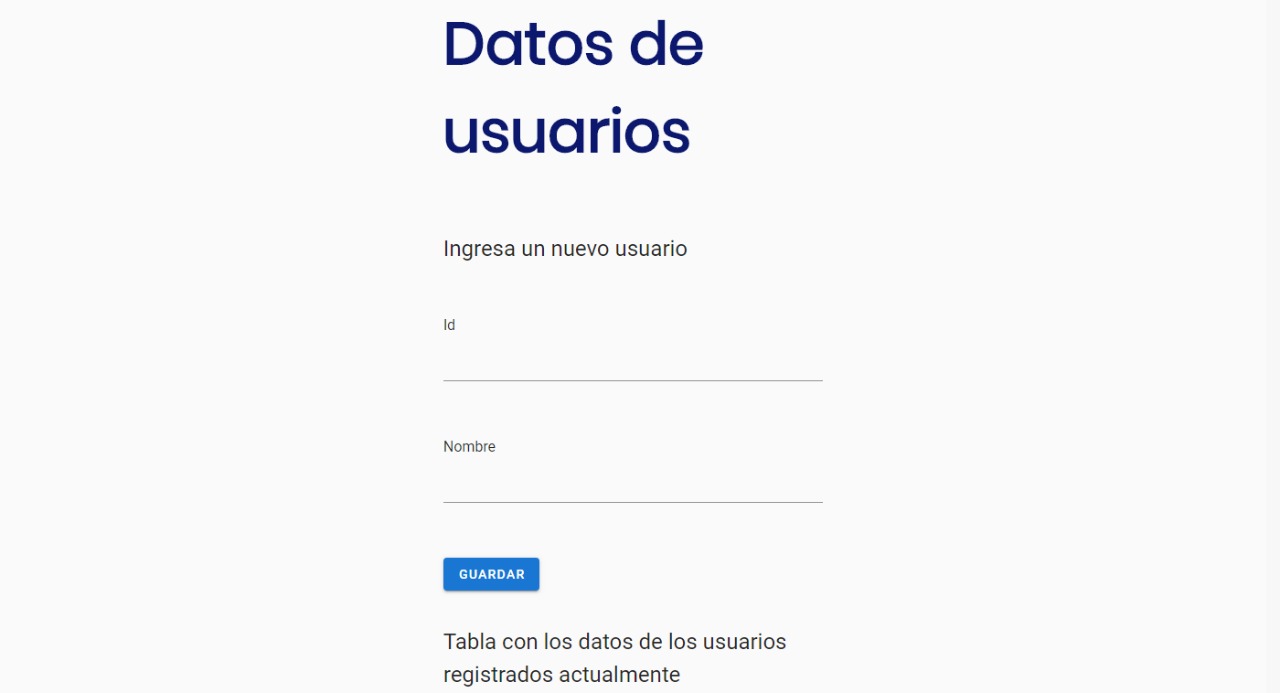 Datos de
usuarios
Ingresa un nuevo usuario
Id
Nombre
GUARDAR
Tabla con los datos de los usuarios
registrados actualmente